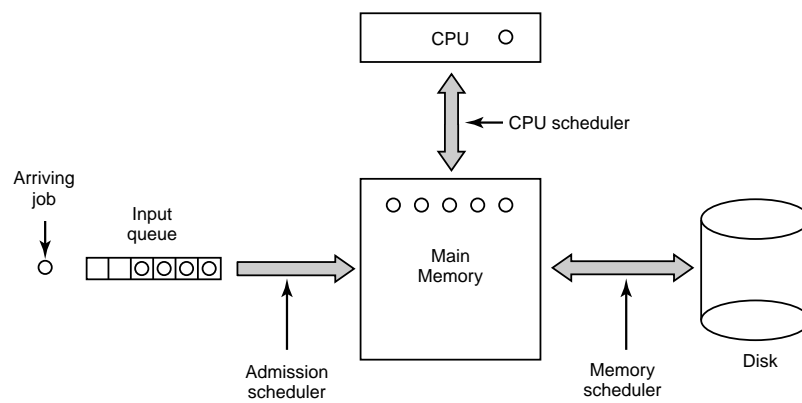 CPU
CPU scheduler
Arriving
job
Input
queue
Main
Memory
Admission
scheduler
Memory
scheduler
Disk